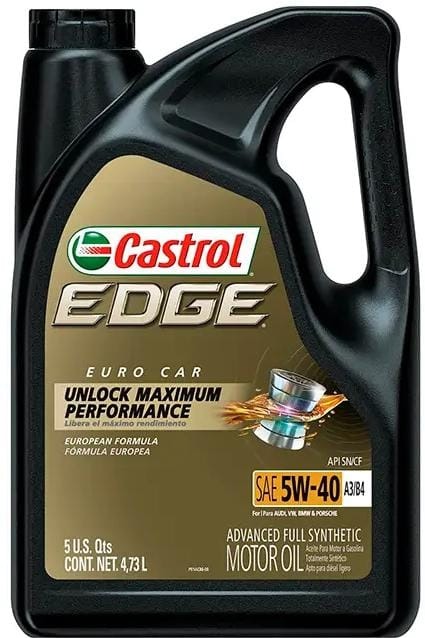 Castrol
EDGE
EURO CAR
UNLOCK MAXIMUM
PERFORMANCE
Libera el máximo rendimiento
EUROPEAN FORMULA
FÓRMULA EUROPEA
API SN/CF
SAE 5W-40 A3/B4
For | Para AUDI, VW, BMW & PORSCHE
ADVANCED FULL SYNTHETIC
MOTOR OIL
Aceite Para Motor a Gasolina
Totalmente Sintético
Apto para diésel ligero
5 U.S. Qts
CONT. NET. 4,73 L